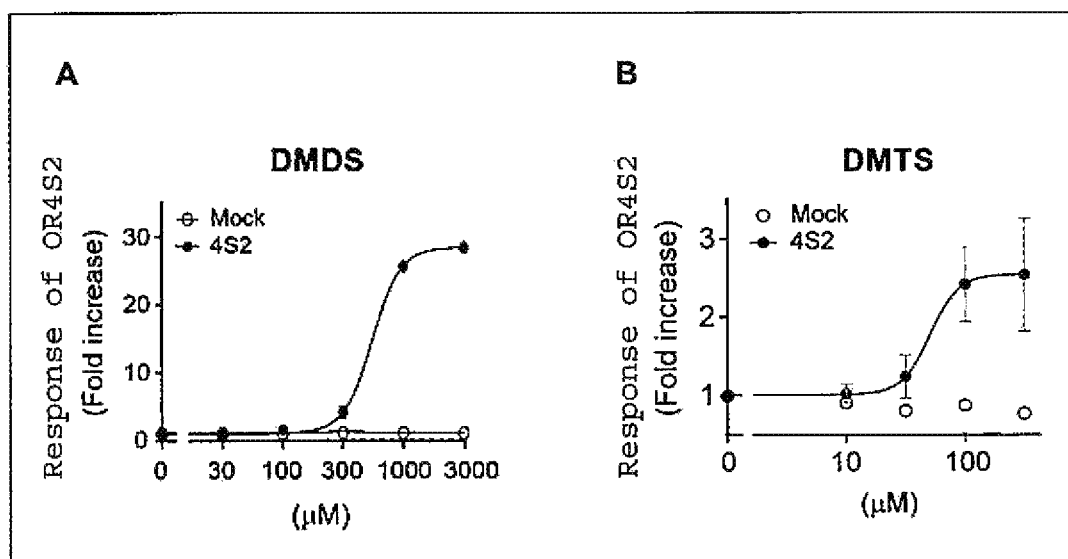 A
Response of OR4S2
(Fold increase)
DMDS
Mock
4S2
30
20
10
0
0 30 100 300 1000 3000
(μM)
B
Response of OR4S2
(Fold increase)
DMTS
Mock
4S2
3
2
1
0 10 100
(μM)